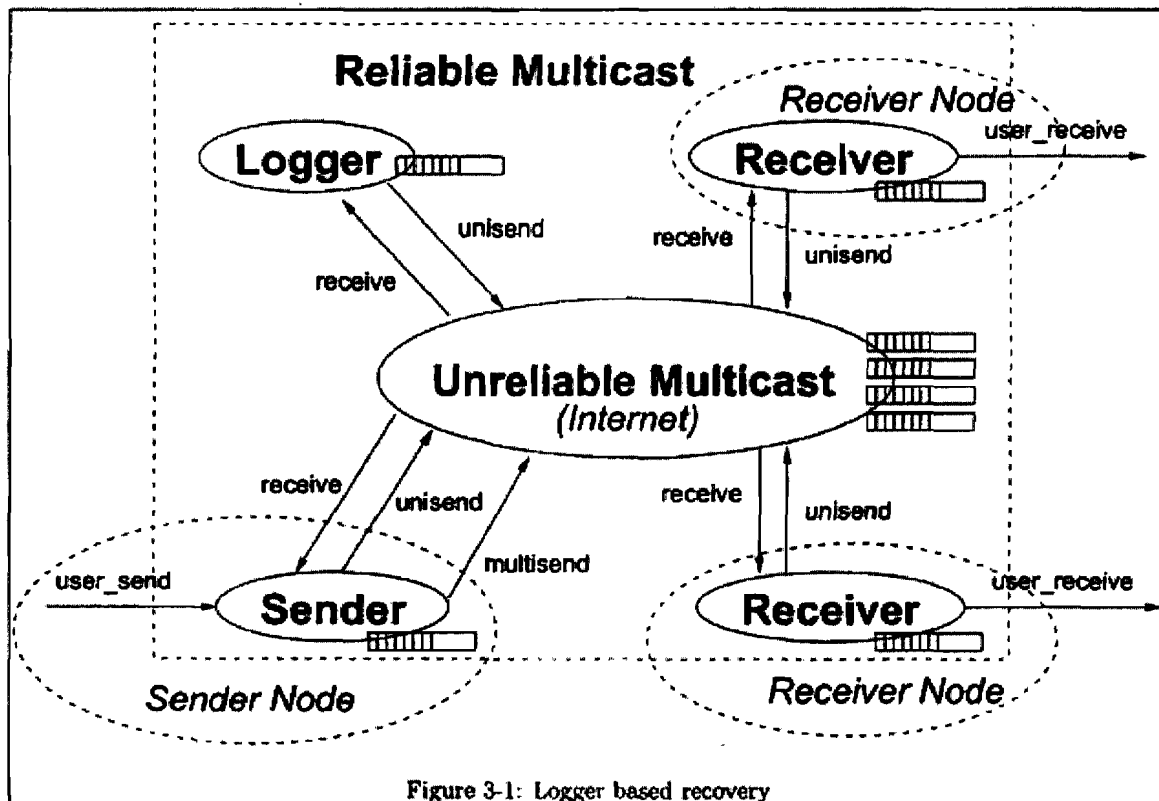 Reliable Multicast
Receiver Node
user_receive
Logger
Receiver
unisend
receive
receive
unisend
Unreliable Multicast
(Internet)
receive
unisend
multisend
receive
unisend
user_send
Sender
Receiver
user_receive
Sender Node
Receiver Node
Figure 3-1: Logger based recovery